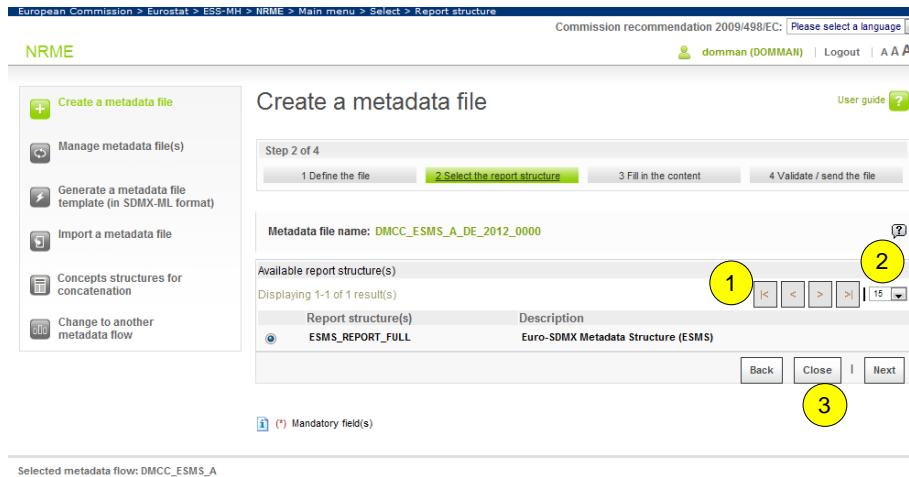 European Commission > Eurostat > ESS-MH > NRME > Main menu > Select > Report structure
Commission recommendation 2009/498/EC: Please select a language
NRME
domman (DOMMAN) | Logout | A A A
Create a metadata file
Manage metadata file(s)
Generate a metadata file
template (in SDMX-ML format)
Import a metadata file
Concepts structures for
concatenation
Change to another
metadata flow
Create a metadata file
User guide ?
Step 2 of 4
1 Define the file 2 Select the report structure 3 Fill in the content 4 Validate / send the file
Metadata file name: DMCC_ESMS_A_DE_2012_0000 ?
2
Available report structure(s)
1
Displaying 1-1 of 1 result(s) |< < > >| | 15
Report structure(s) Description
ESMS_REPORT_FULL Euro-SDMX Metadata Structure (ESMS)
Back Close | Next
3
i (*) Mandatory field(s)
Selected metadata flow: DMCC_ESMS_A